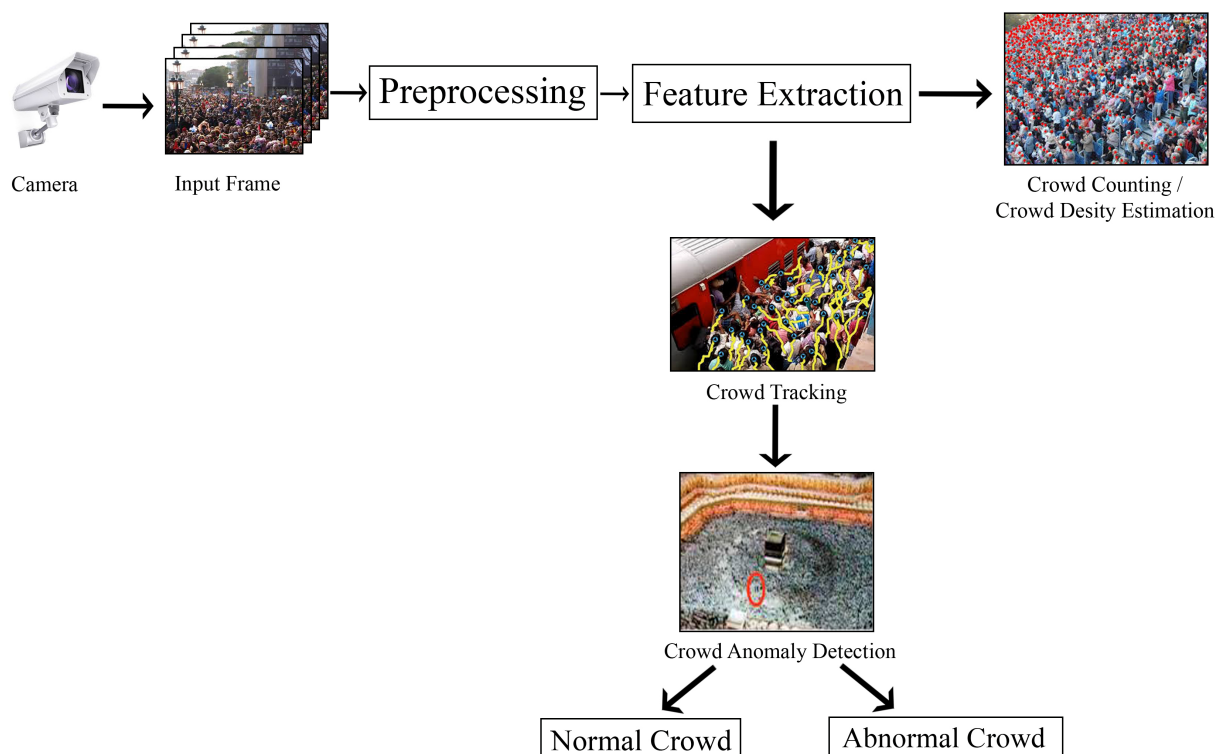 Preprocessing
Feature Extraction
Camera
Input Frame
Crowd Counting /
Crowd Desity Estimation
Crowd Tracking
Crowd Anomaly Detection
Normal Crowd
Abnormal Crowd